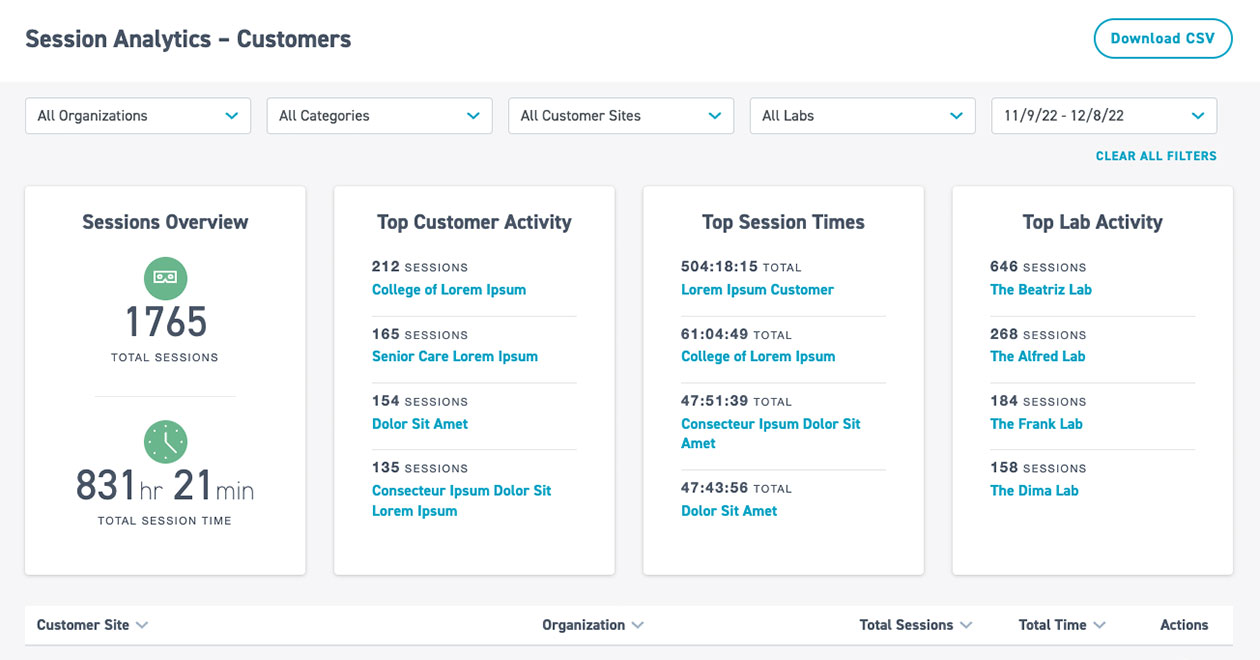 Session Analytics – Customers
Download CSV
All Organizations
All Categories
All Customer Sites
All Labs
11/9/22 - 12/8/22
CLEAR ALL FILTERS
Sessions Overview
1765
TOTAL SESSIONS
831hr 21min
TOTAL SESSION TIME
Top Customer Activity
212 SESSIONS
College of Lorem Ipsum
165 SESSIONS
Senior Care Lorem Ipsum
154 SESSIONS
Dolor Sit Amet
135 SESSIONS
Consecteur Ipsum Dolor Sit
Lorem Ipsum
Top Session Times
504:18:15 TOTAL
Lorem Ipsum Customer
61:04:49 TOTAL
College of Lorem Ipsum
47:51:39 TOTAL
Consecteur Ipsum Dolor Sit
Amet
47:43:56 TOTAL
Dolor Sit Amet
Top Lab Activity
646 SESSIONS
The Beatriz Lab
268 SESSIONS
The Alfred Lab
184 SESSIONS
The Frank Lab
158 SESSIONS
The Dima Lab
Customer Site
Organization
Total Sessions
Total Time
Actions